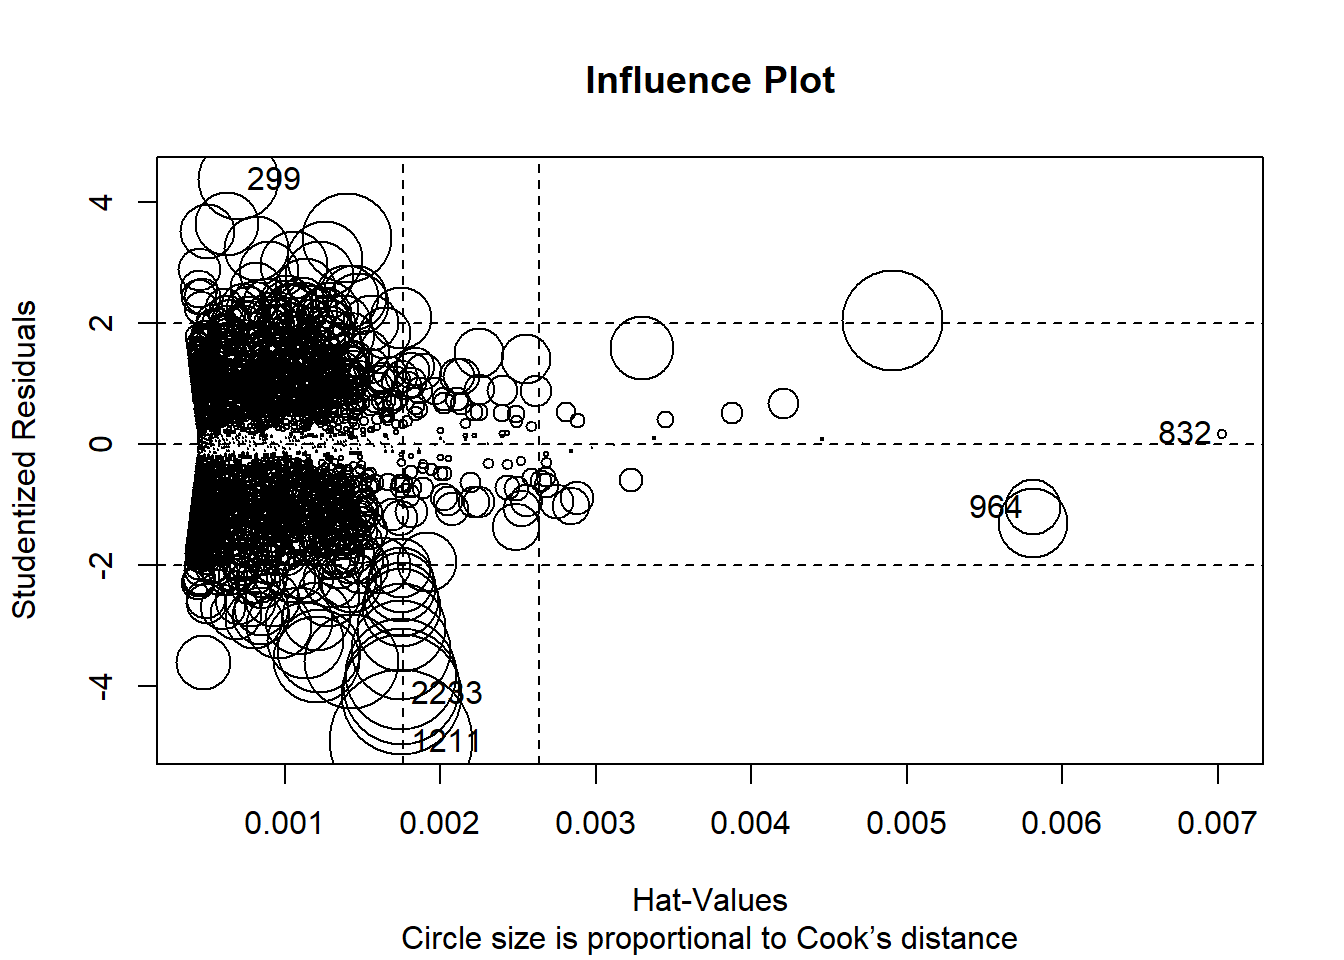 Influence Plot
Studentized Residuals
4
2
0
-2
-4
299
832
964
2233
1211
0.001 0.002 0.003 0.004 0.005 0.006 0.007
Hat-Values
Circle size is proportional to Cook’s distance